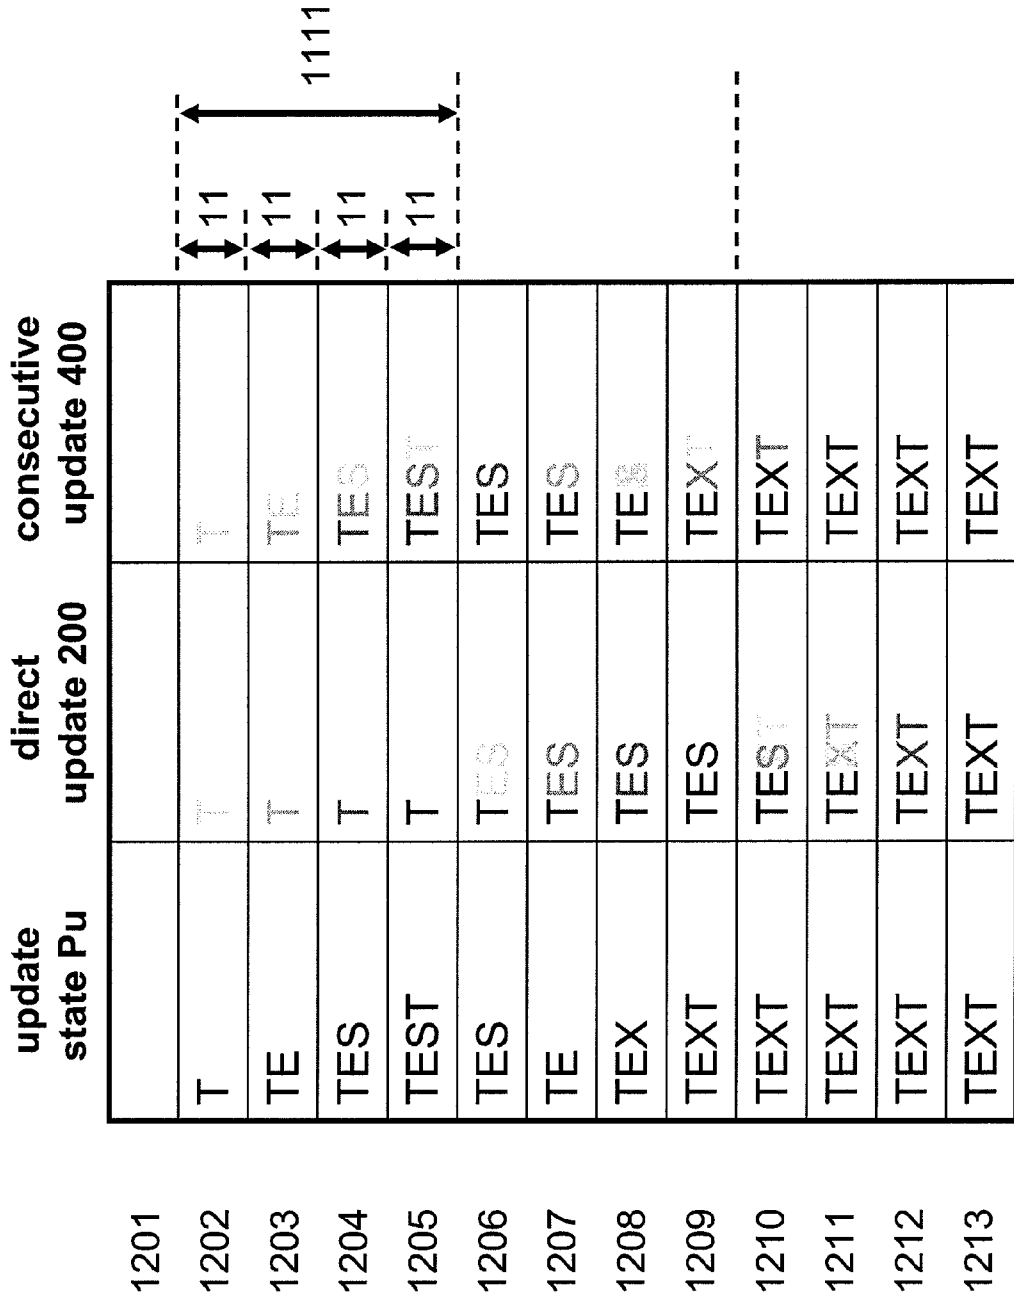 update state Pu
direct update 200
consecutive update 400
1201
1202 T T T 11
1203 TE T TE 11
1204 TES T TES 11
1205 TEST T TEST 11
1111
1206 TES TES TES
1207 TE TES TES
1208 TEX TES TE
1209 TEXT TES TEXT
1210 TEXT TEST TEXT
1211 TEXT TEXT TEXT
1212 TEXT TEXT TEXT
1213 TEXT TEXT TEXT